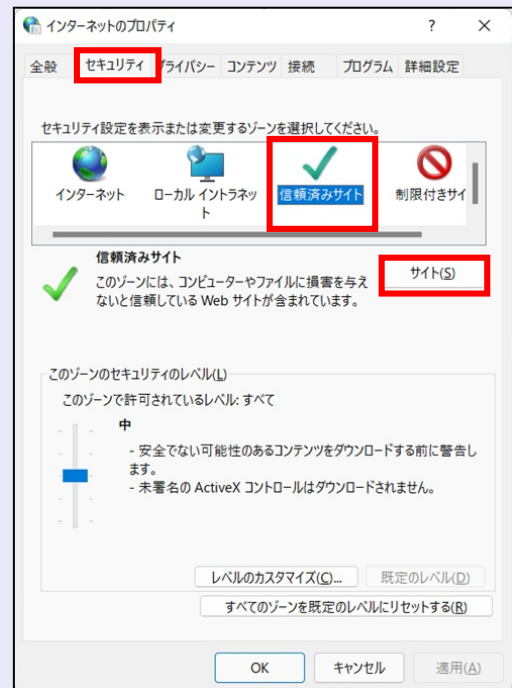 インターネットのプロパティ ? ×
全般 セキュリティ プライバシー コンテンツ 接続 プログラム 詳細設定
セキュリティ設定を表示または変更するゾーンを選択してください。
インターネット ローカル イントラネッ 信頼済みサイト 制限付きサイ
ト
信頼済みサイト
このゾーンには、コンピューターやファイルに損害を与え
ないと信頼している Web サイトが含まれています。
サイト(S)
このゾーンのセキュリティのレベル(L)
このゾーンで許可されているレベル: すべて
中
- 安全でない可能性のあるコンテンツをダウンロードする前に警告し
ます。
- 未署名の ActiveX コントロールはダウンロードされません。
レベルのカスタマイズ(C)... 既定のレベル(D)
すべてのゾーンを既定のレベルにリセットする(R)
OK キャンセル 適用(A)